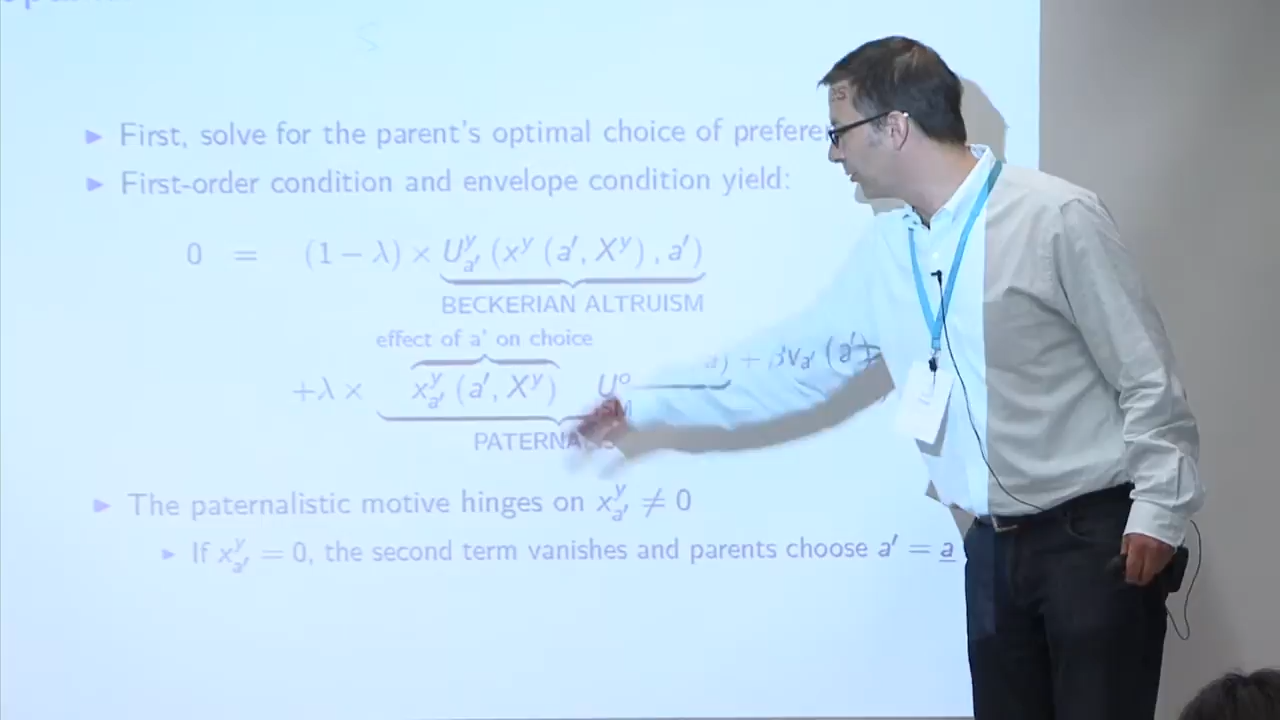 First, solve for the parent's optimal choice of
First-order condition and envelope condition yield:
0 = (1 − λ) × U^y_{a′} (x^y (a′, X^y), a′)
BECKERIAN ALTRUISM
effect of a' on choice
+λ × x^y_{a′} (a′, X^y) U^o a) + β′v_{a′} (a′)
The paternalistic motive hinges on x^y_{a′} ≠ 0
If x^y_{a′} = 0, the second term vanishes and parents choose a′ = a